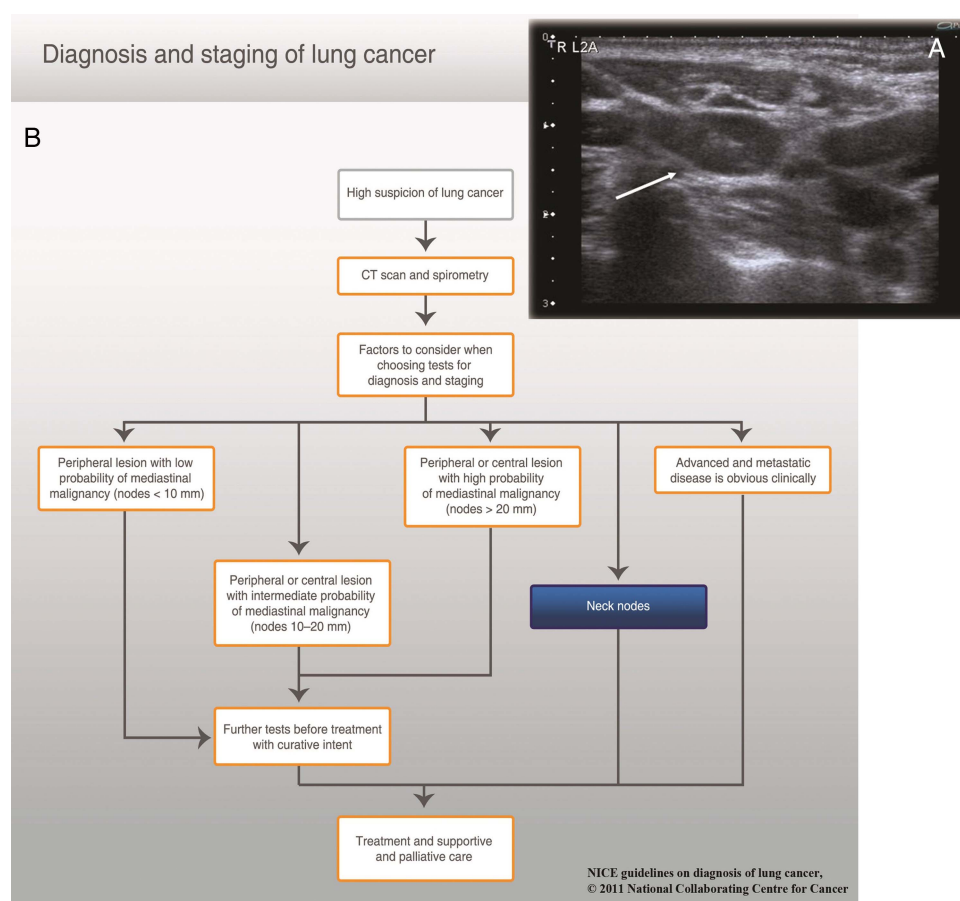 Diagnosis and staging of lung cancer
A
TR L2A
0
1
2
3
B
High suspicion of lung cancer
CT scan and spirometry
Factors to consider when
choosing tests for
diagnosis and staging
Peripheral lesion with low
probability of mediastinal
malignancy (nodes < 10 mm)
Peripheral or central lesion
with high probability
of mediastinal malignancy
(nodes > 20 mm)
Advanced and metastatic
disease is obvious clinically
Peripheral or central lesion
with intermediate probability
of mediastinal malignancy
(nodes 10–20 mm)
Neck nodes
Further tests before treatment
with curative intent
Treatment and supportive
and palliative care
NICE guidelines on diagnosis of lung cancer,
© 2011 National Collaborating Centre for Cancer